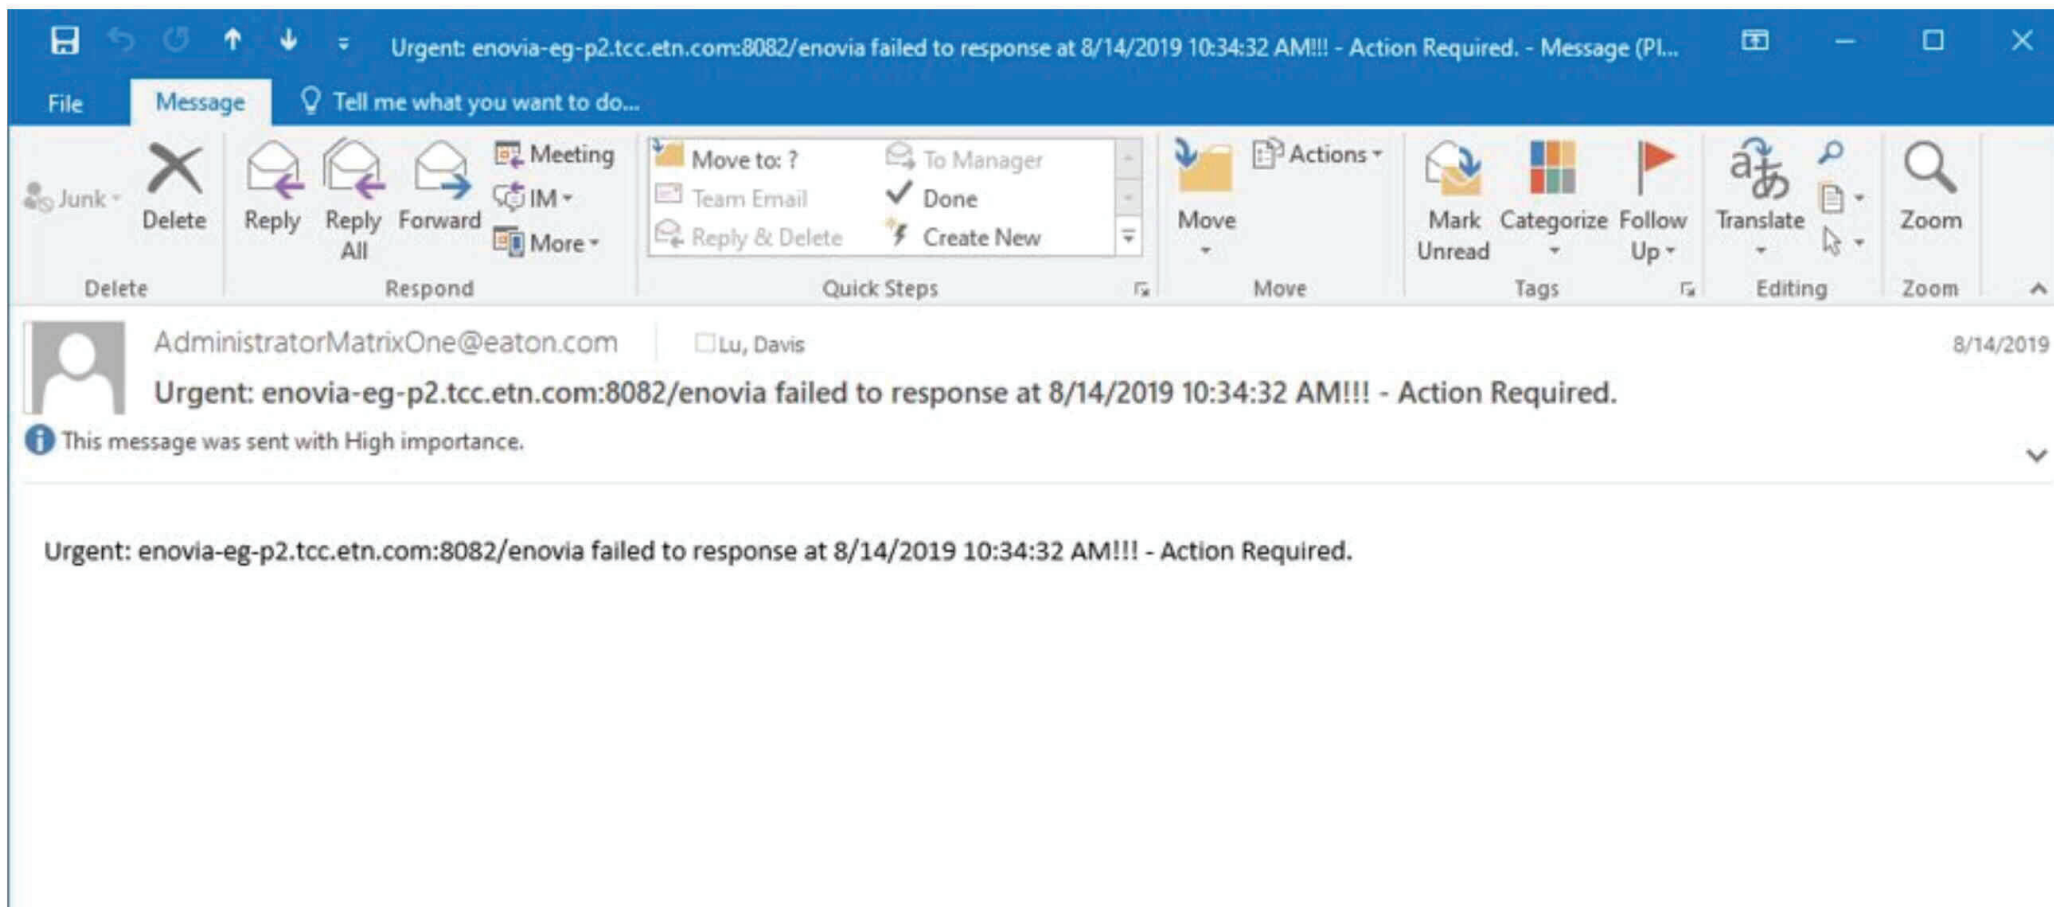 Urgent: enovia-eg-p2.tcc.etn.com:8082/enovia failed to response at 8/14/2019 10:34:32 AM!!! - Action Required. - Message (Pl...
File Message Tell me what you want to do...
Junk
Delete
Reply
Reply All
Forward
Meeting
IM
More
Move to: ?
Team Email
Reply & Delete
To Manager
Done
Create New
Move
Actions
Mark Unread
Categorize
Follow Up
Translate
Zoom
Delete Respond Quick Steps Move Tags Editing Zoom
AdministratorMatrixOne@eaton.com Lu, Davis 8/14/2019
Urgent: enovia-eg-p2.tcc.etn.com:8082/enovia failed to response at 8/14/2019 10:34:32 AM!!! - Action Required.
This message was sent with High importance.
Urgent: enovia-eg-p2.tcc.etn.com:8082/enovia failed to response at 8/14/2019 10:34:32 AM!!! - Action Required.